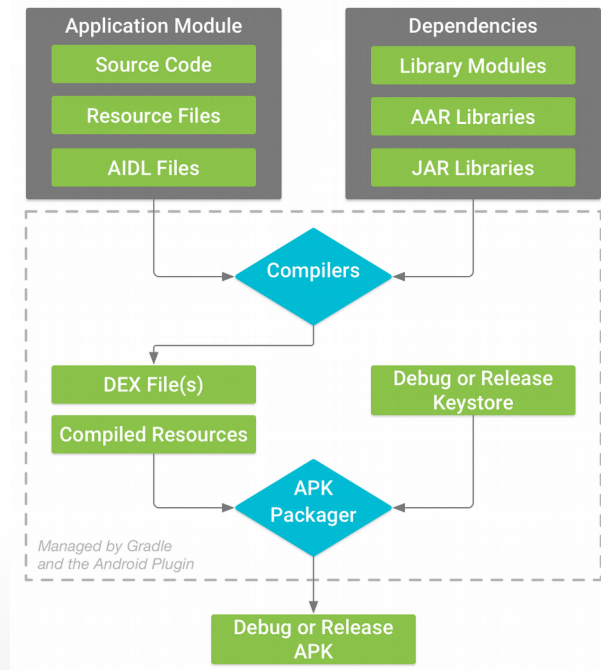 Application Module
Source Code
Resource Files
AIDL Files
Dependencies
Library Modules
AAR Libraries
JAR Libraries
Compilers
DEX File(s)
Compiled Resources
Debug or Release
Keystore
APK
Packager
Managed by Gradle
and the Android Plugin
Debug or Release
APK